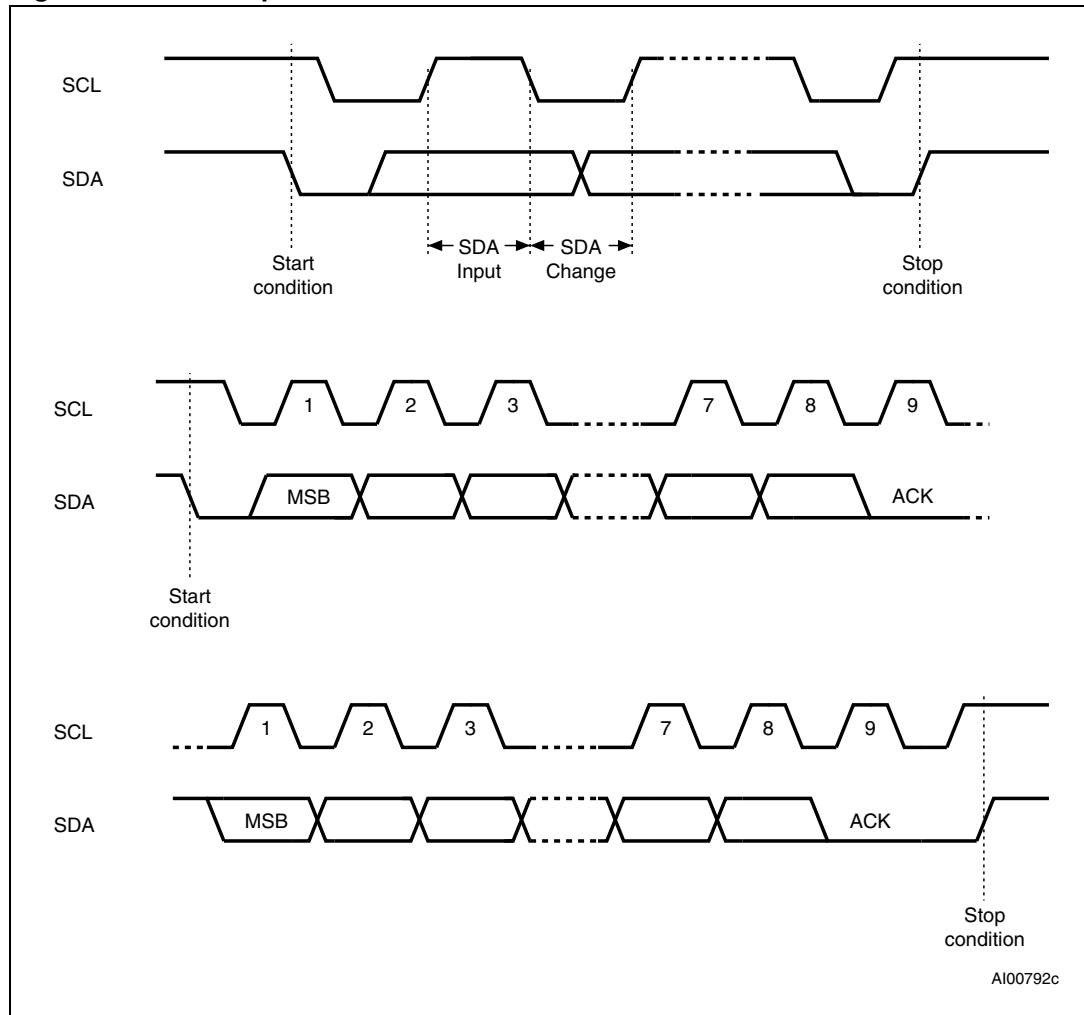 SCL
SDA
SDA
Input
SDA
Change
Start
condition
Stop
condition
SCL
1 2 3 7 8 9
SDA
MSB
ACK
Start
condition
SCL
1 2 3 7 8 9
SDA
MSB
ACK
Stop
condition
AI00792c